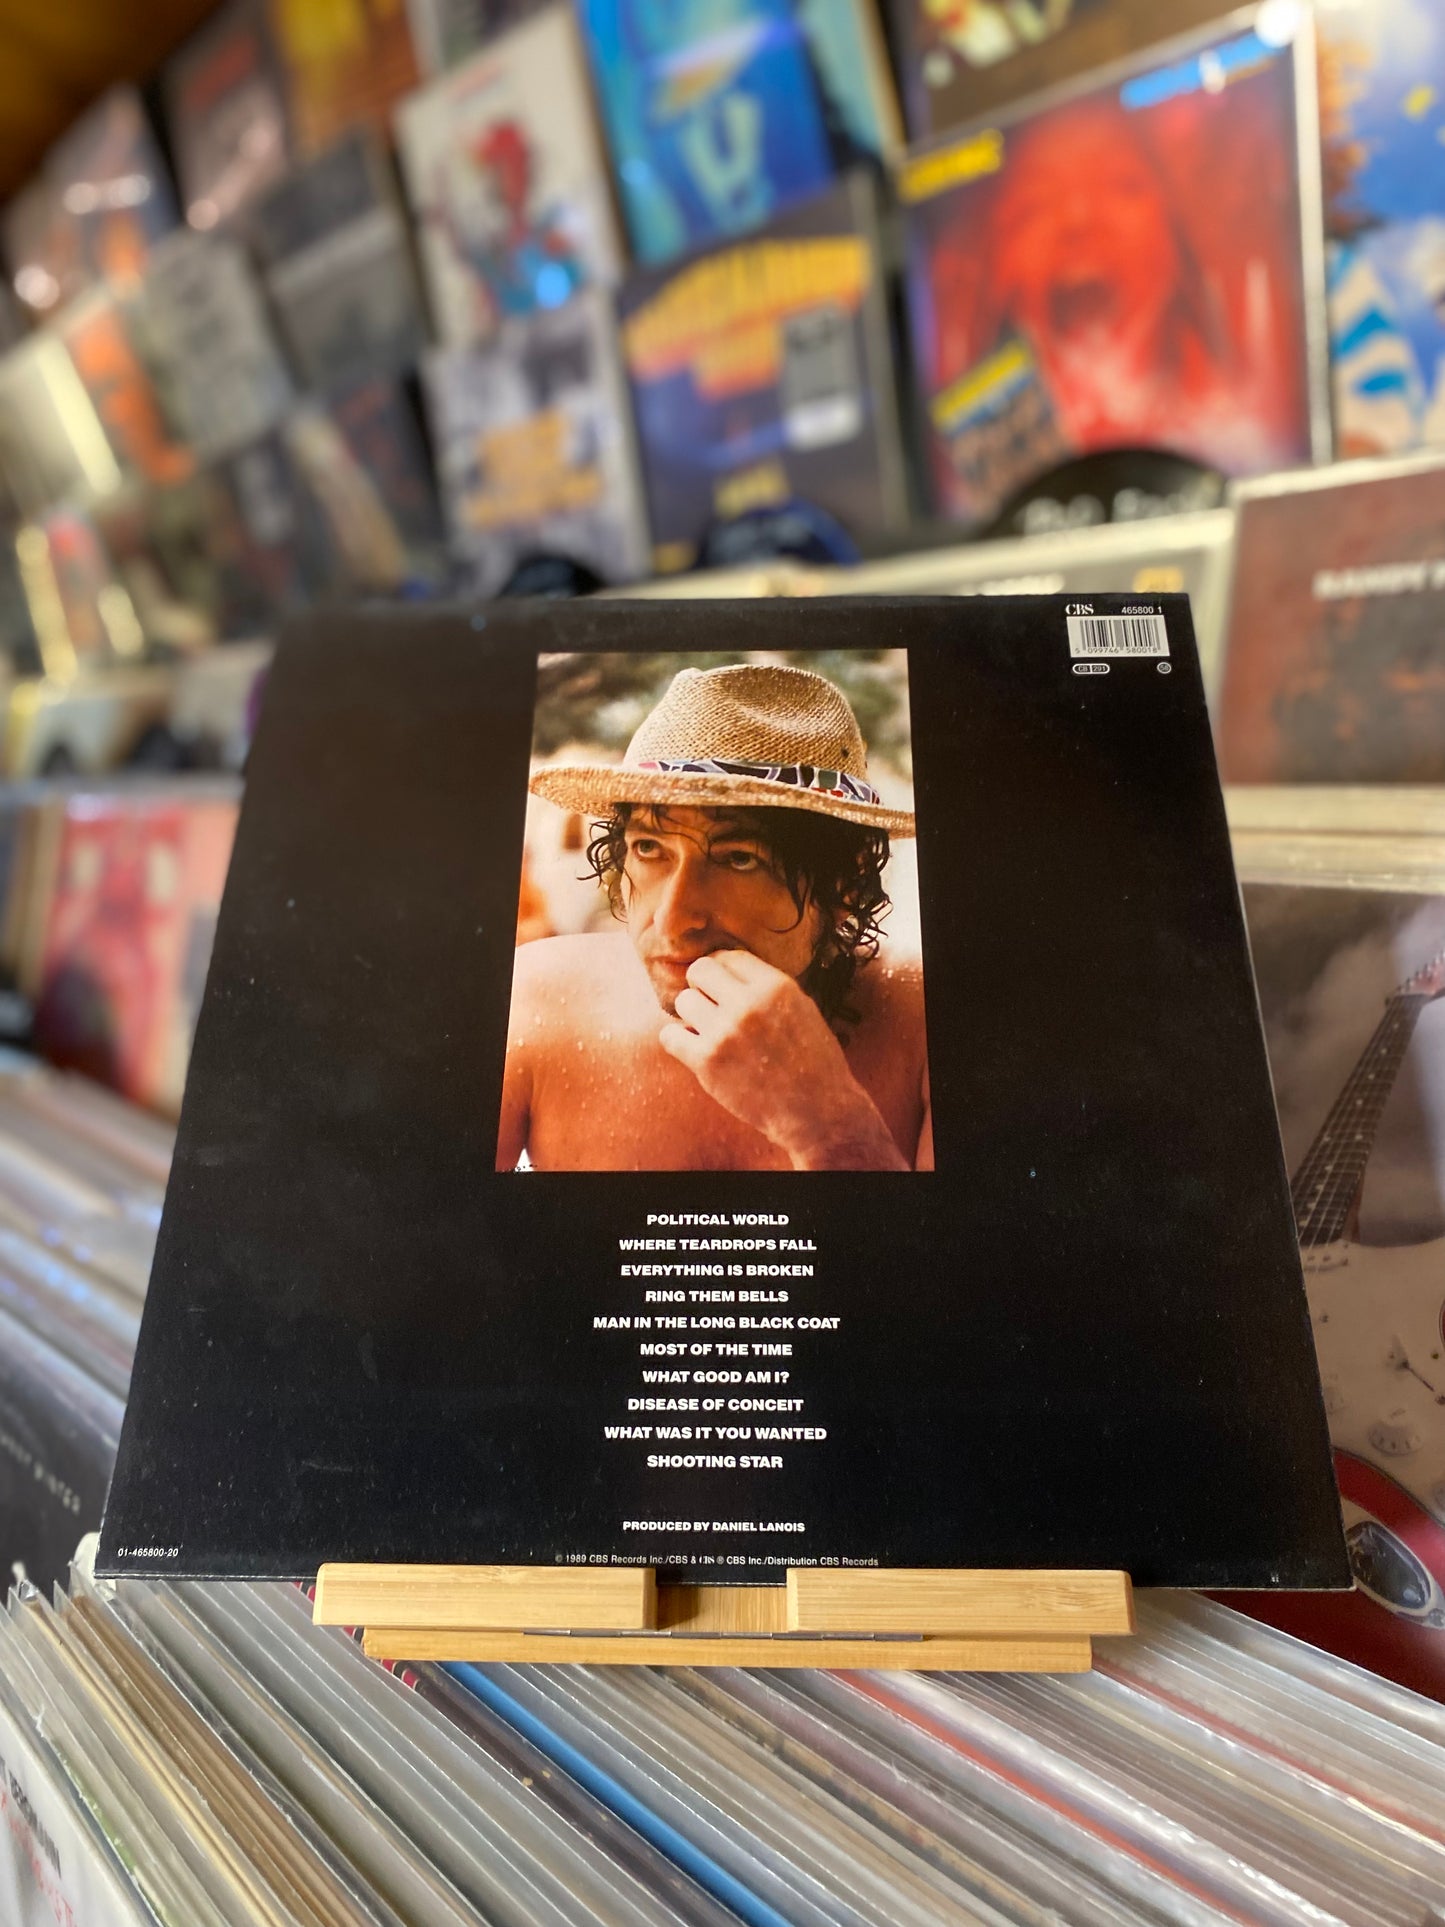 CBS 465800 1
5 099746 580018
CB 291
POLITICAL WORLD
WHERE TEARDROPS FALL
EVERYTHING IS BROKEN
RING THEM BELLS
MAN IN THE LONG BLACK COAT
MOST OF THE TIME
WHAT GOOD AM I?
DISEASE OF CONCEIT
WHAT WAS IT YOU WANTED
SHOOTING STAR
PRODUCED BY DANIEL LANOIS
01-465800-20
© 1989 CBS Records Inc./CBS & CBS ® CBS Inc./Distribution CBS Records